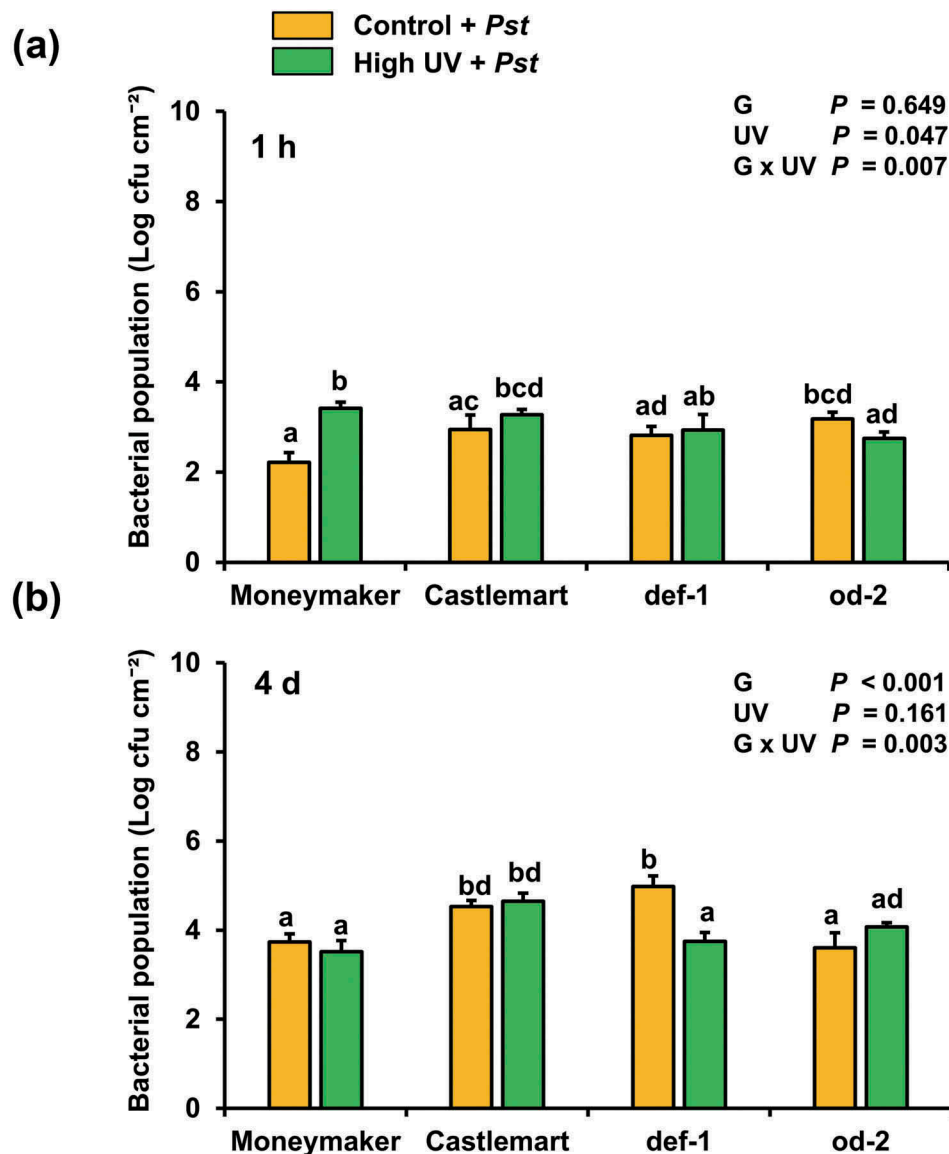 (a)
Control + Pst
High UV + Pst
Bacterial population (Log cfu cm⁻²)
10
8
6
4
2
0
1 h
G P = 0.649
UV P = 0.047
G x UV P = 0.007
a
b
ac
bcd
ad
ab
bcd
ad
Moneymaker Castlemart def-1 od-2
(b)
Bacterial population (Log cfu cm⁻²)
10
8
6
4
2
0
4 d
G P < 0.001
UV P = 0.161
G x UV P = 0.003
a
a
bd
bd
b
a
a
ad
Moneymaker Castlemart def-1 od-2